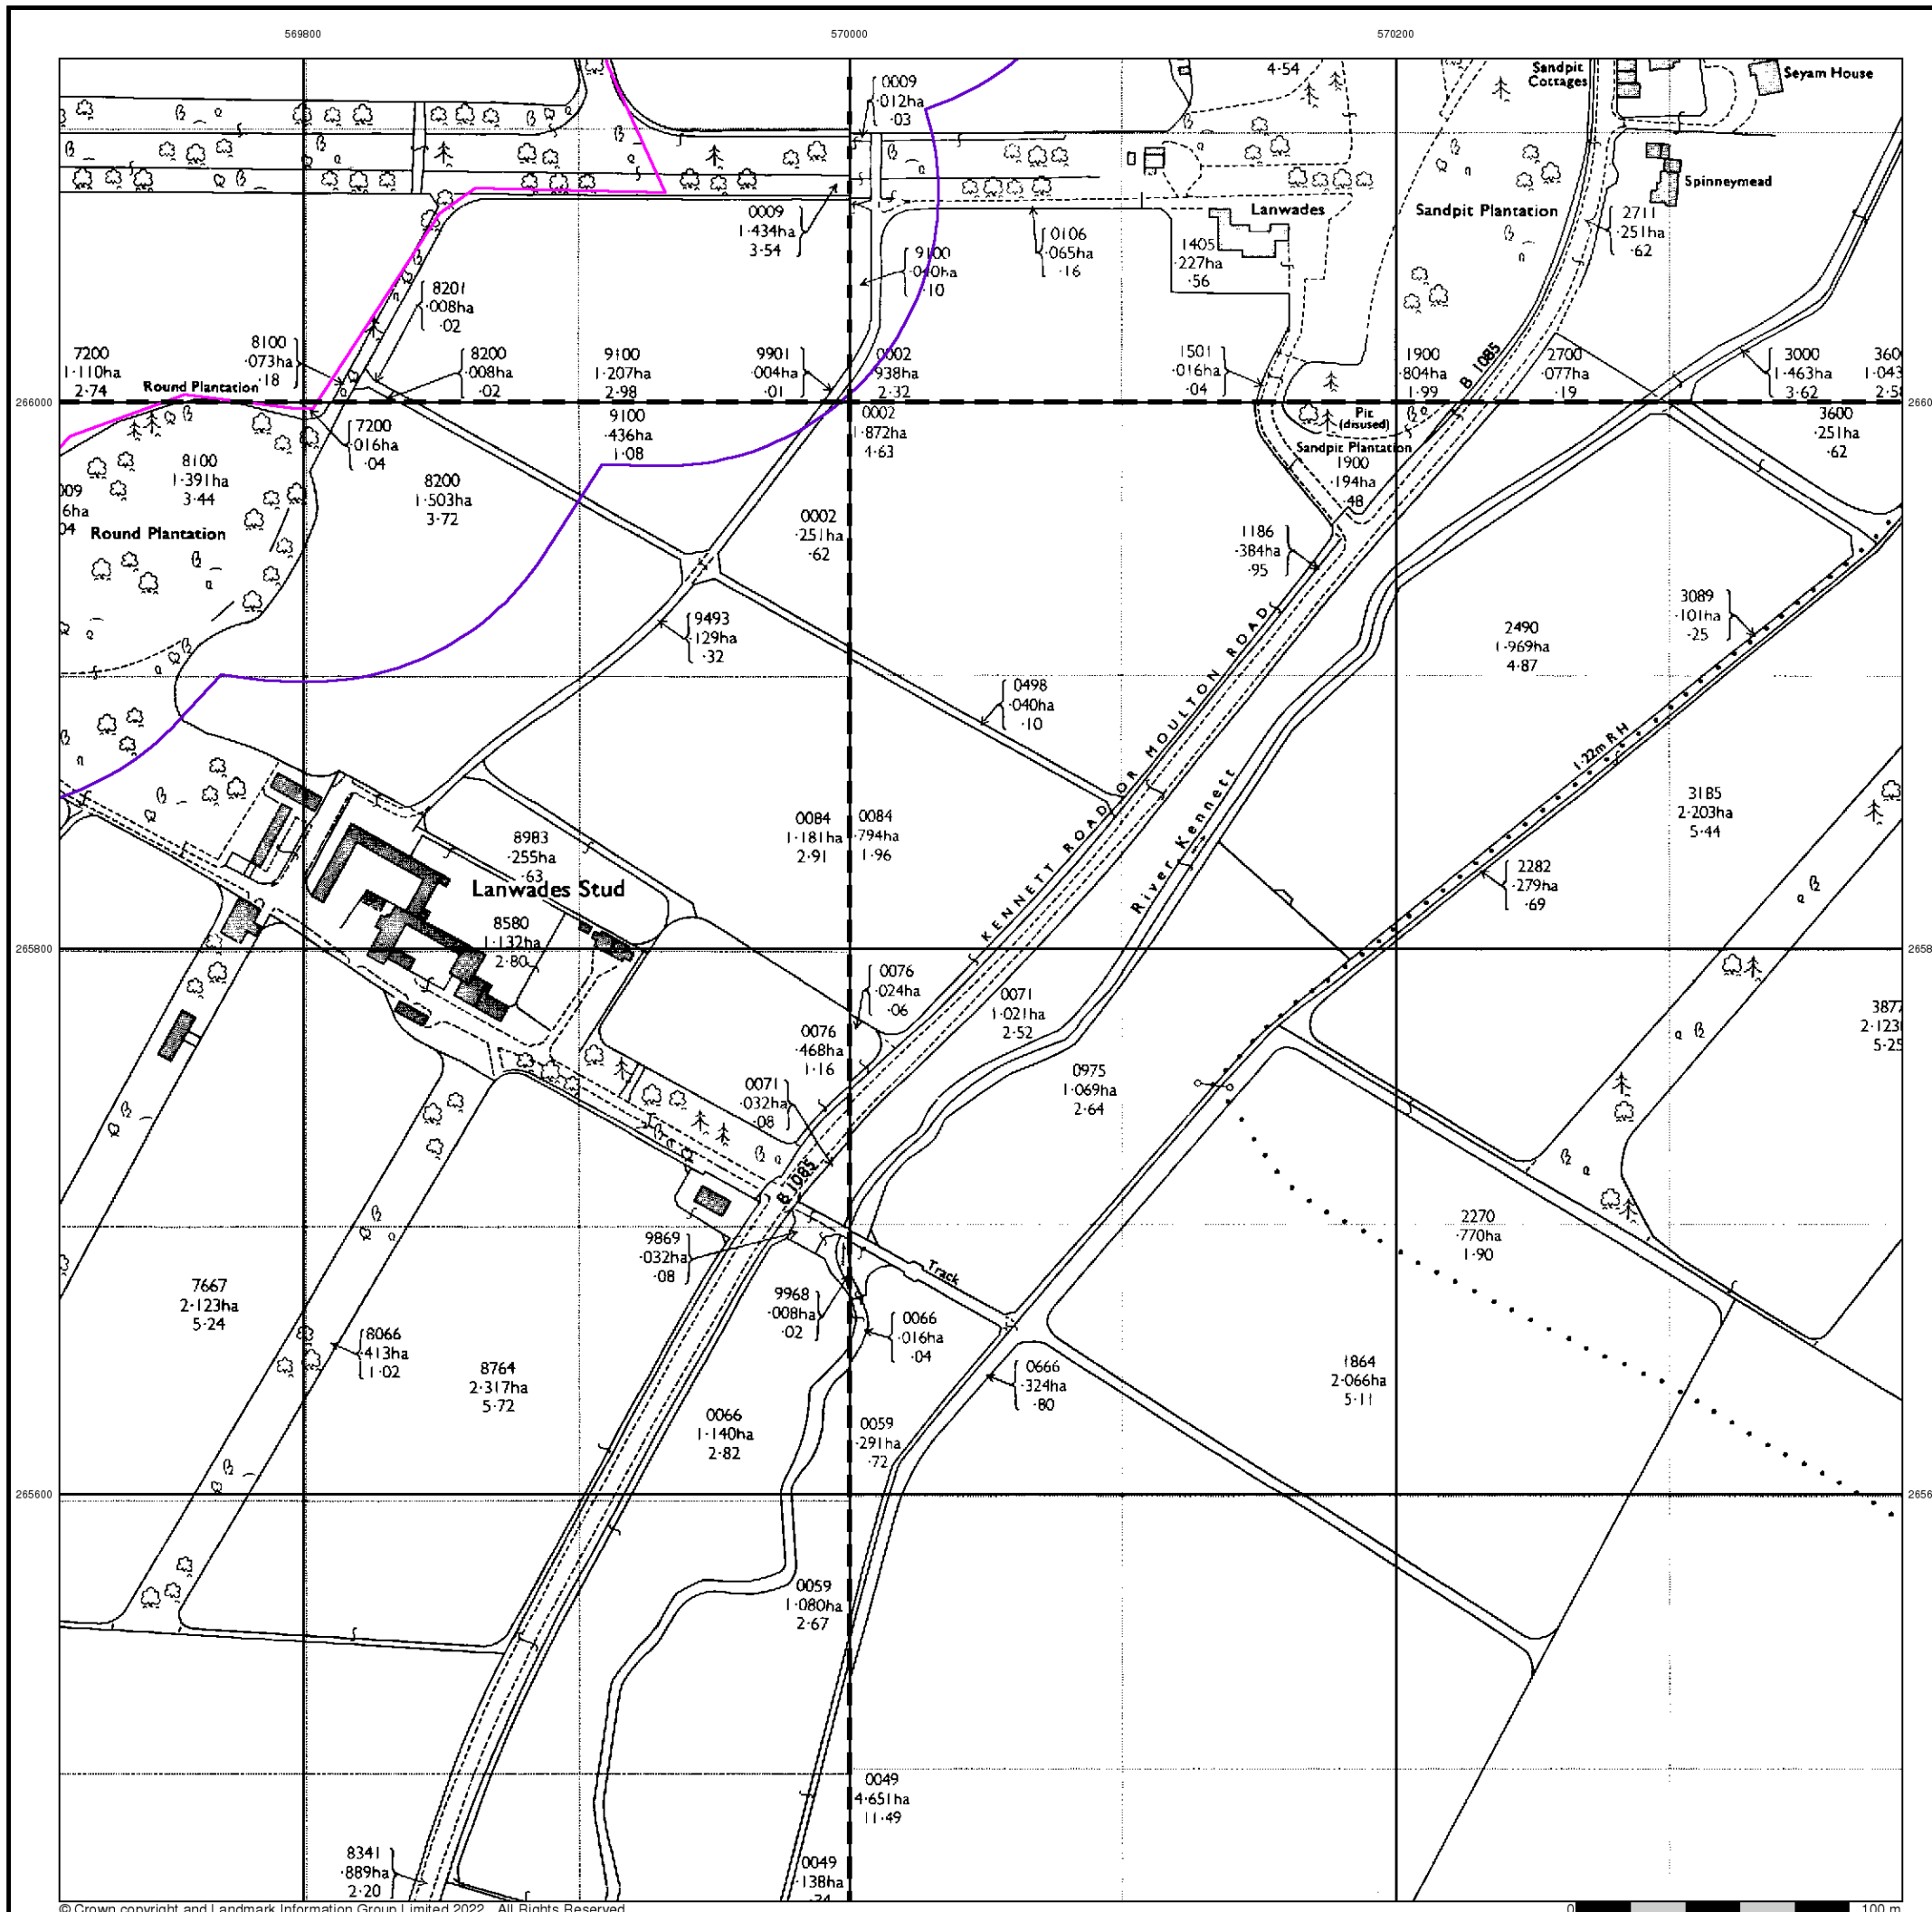 569800
570000
570200
0009
·012ha
·03
4·54
Sandpit
Cottages
Seyam House
Spinneymead
Lanwades
Sandpit Plantation
2711
·251ha
·62
0009
1·434ha
3·54
0106
·065ha
·16
1405
·227ha
·56
9100
·040ha
·10
8201
·008ha
·02
7200
1·110ha
2·74
8100
·073ha
·18
8200
·008ha
·02
9100
1·207ha
2·98
9901
·004ha
·01
0002
·938ha
2·32
1501
·016ha
·04
1900
·804ha
1·99
B 1085
2700
·077ha
·19
3000
1·463ha
3·62
Round Plantation
266000
7200
·016ha
·04
9100
·436ha
1·08
0002
1·872ha
4·63
Pit
(disused)
Sandpit Plantation
1900
·194ha
·48
3600
·251ha
·62
8100
1·391ha
3·44
8200
1·503ha
3·72
Round Plantation
0002
·251ha
·62
1186
·384ha
·95
3089
·101ha
·25
9493
·129ha
·32
2490
1·969ha
4·87
0498
·040ha
·10
KENNETT ROAD OR MOULTON ROAD
1·22m RH
River Kennett
3185
2·203ha
5·44
0084
1·181ha
2·91
0084
·794ha
1·96
8983
·255ha
·63
Lanwades Stud
2282
·279ha
·69
8580
1·132ha
2·80
265800
0076
·024ha
·06
0071
1·021ha
2·52
0076
·468ha
1·16
0071
·032ha
·08
0975
1·069ha
2·64
B 1085
9869
·032ha
·08
Track
2270
·770ha
1·90
7667
2·123ha
5·24
9968
·008ha
·02
0066
·016ha
·04
8066
·413ha
1·02
8764
2·317ha
5·72
0666
·324ha
·80
1864
2·066ha
5·11
0066
1·140ha
2·82
0059
·291ha
·72
265600
0059
1·080ha
2·67
0049
4·651ha
11·49
8341
·889ha
2·20
0049
·138ha
© Crown copyright and Landmark Information Group Limited 2022. All Rights Reserved.
0
100 m